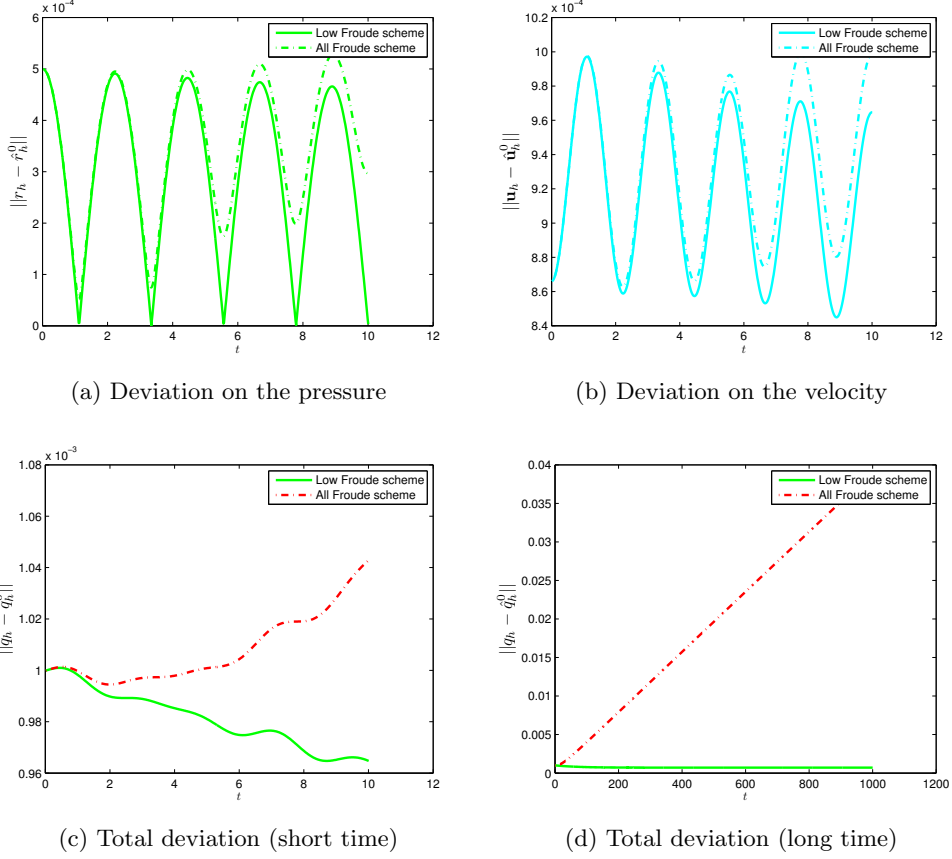 x 10⁻⁴
6
5
4
3
2
1
0
0 2 4 6 8 10 12
t
||r_h − r̂_h^0||
Low Froude scheme
All Froude scheme
(a) Deviation on the pressure
x 10⁻⁴
10.2
10
9.8
9.6
9.4
9.2
9
8.8
8.6
8.4
0 2 4 6 8 10 12
t
||u_h − û_h^0||
Low Froude scheme
All Froude scheme
(b) Deviation on the velocity
x 10⁻³
1.08
1.06
1.04
1.02
1
0.98
0.96
0 2 4 6 8 10 12
t
||q_h − q̂_h^0||
Low Froude scheme
All Froude scheme
(c) Total deviation (short time)
0.04
0.035
0.03
0.025
0.02
0.015
0.01
0.005
0
0 200 400 600 800 1000 1200
t
||q_h − q̂_h^0||
Low Froude scheme
All Froude scheme
(d) Total deviation (long time)